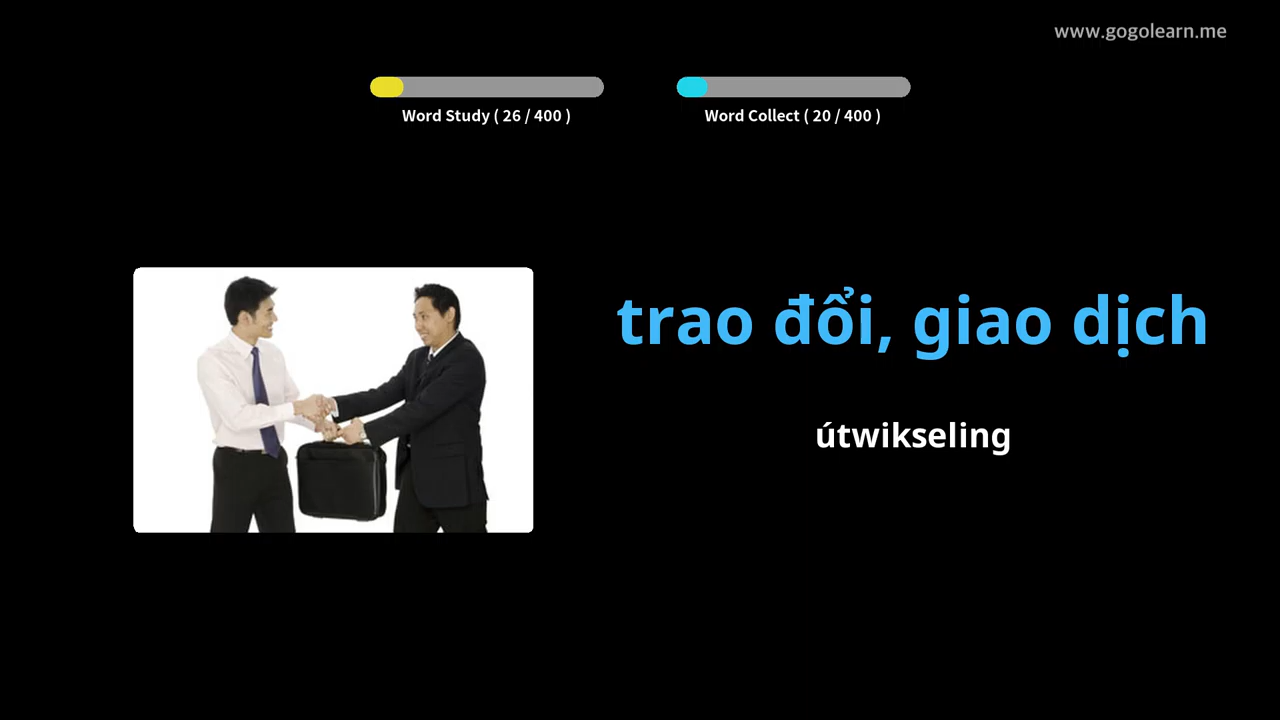 www.gogolearn.me
Word Study ( 26 / 400 )
Word Collect ( 20 / 400 )
trao đổi, giao dịch
útwikseling